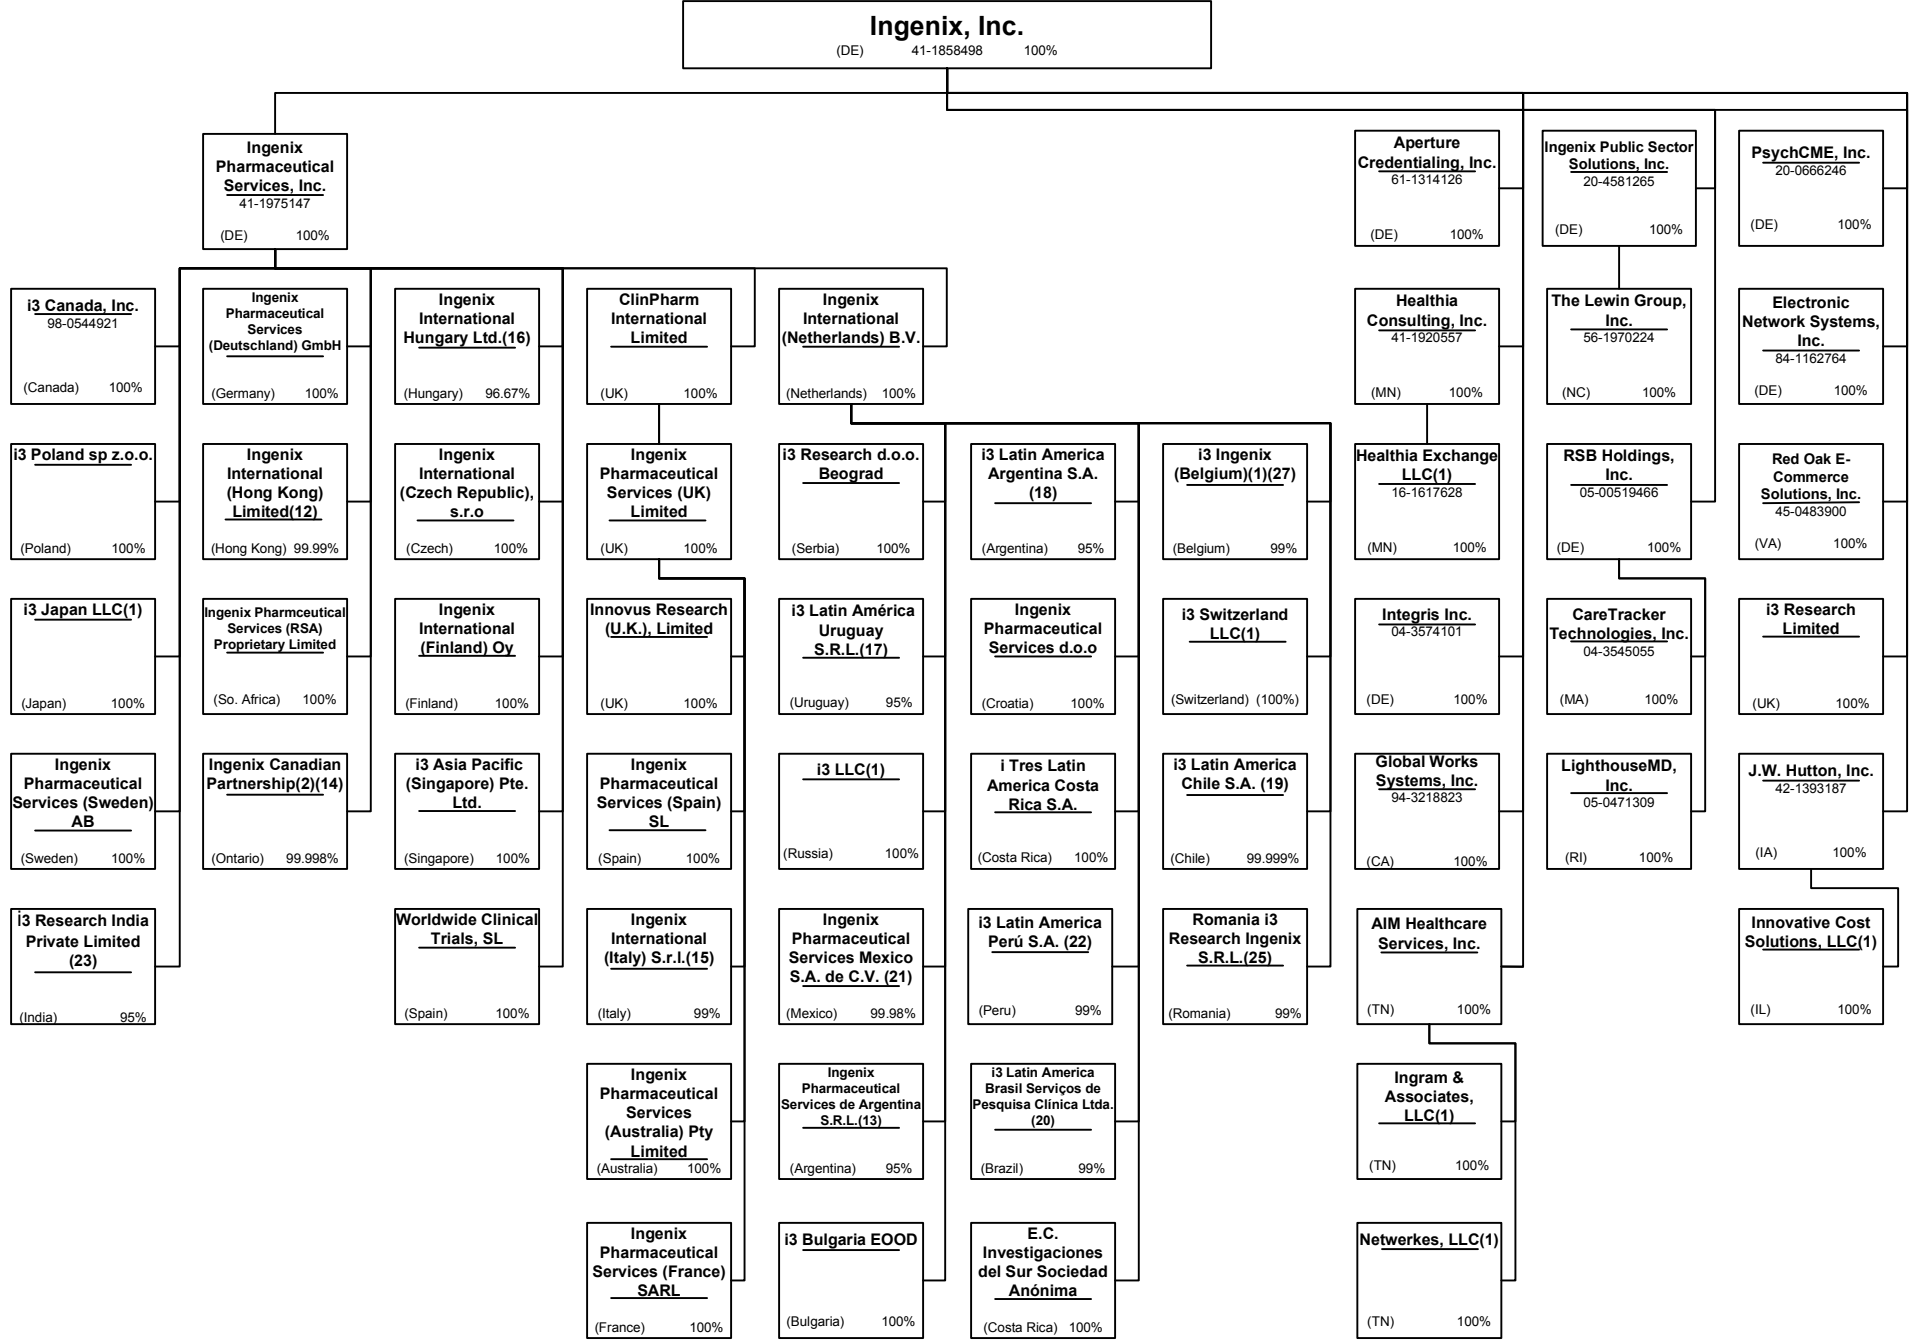 Ingenix, Inc.
(DE) 41-1858498 100%
Ingenix
Pharmaceutical
Services, Inc.
41-1975147
(DE) 100%
Aperture
Credentialing, Inc.
61-1314126
(DE) 100%
Ingenix Public Sector
Solutions, Inc.
20-4581265
(DE) 100%
PsychCME, Inc.
20-0666246
(DE) 100%
i3 Canada, Inc.
98-0544921
(Canada) 100%
Ingenix
Pharmaceutical
Services
(Deutschland) GmbH
(Germany) 100%
Ingenix
International
Hungary Ltd.(16)
(Hungary) 96.67%
ClinPharm
International
Limited
(UK) 100%
Ingenix
International
(Netherlands) B.V.
(Netherlands) 100%
Healthia
Consulting, Inc.
41-1920557
(MN) 100%
The Lewin Group,
Inc.
56-1970224
(NC) 100%
Electronic
Network Systems,
Inc.
84-1162764
(DE) 100%
i3 Poland sp z.o.o.
(Poland) 100%
Ingenix
International
(Hong Kong)
Limited(12)
(Hong Kong) 99.99%
Ingenix
International
(Czech Republic),
s.r.o
(Czech) 100%
Ingenix
Pharmaceutical
Services (UK)
Limited
(UK) 100%
i3 Research d.o.o.
Beograd
(Serbia) 100%
i3 Latin America
Argentina S.A.
(18)
(Argentina) 95%
i3 Ingenix
(Belgium)(1)(27)
(Belgium) 99%
Healthia Exchange
LLC(1)
16-1617628
(MN) 100%
RSB Holdings,
Inc.
05-00519466
(DE) 100%
Red Oak E-
Commerce
Solutions, Inc.
45-0483900
(VA) 100%
i3 Japan LLC(1)
(Japan) 100%
Ingenix Pharmceutical
Services (RSA)
Proprietary Limited
(So. Africa) 100%
Ingenix
International
(Finland) Oy
(Finland) 100%
Innovus Research
(U.K.), Limited
(UK) 100%
i3 Latin América
Uruguay
S.R.L.(17)
(Uruguay) 95%
Ingenix
Pharmaceutical
Services d.o.o
(Croatia) 100%
i3 Switzerland
LLC(1)
(Switzerland) (100%)
Integris Inc.
04-3574101
(DE) 100%
CareTracker
Technologies, Inc.
04-3545055
(MA) 100%
i3 Research
Limited
(UK) 100%
Ingenix
Pharmaceutical
Services (Sweden)
AB
(Sweden) 100%
Ingenix Canadian
Partnership(2)(14)
(Ontario) 99.998%
i3 Asia Pacific
(Singapore) Pte.
Ltd.
(Singapore) 100%
Ingenix
Pharmaceutical
Services (Spain)
SL
(Spain) 100%
i3 LLC(1)
(Russia) 100%
i Tres Latin
America Costa
Rica S.A.
(Costa Rica) 100%
i3 Latin America
Chile S.A. (19)
(Chile) 99.999%
Global Works
Systems, Inc.
94-3218823
(CA) 100%
LighthouseMD,
Inc.
05-0471309
(RI) 100%
J.W. Hutton, Inc.
42-1393187
(IA) 100%
i3 Research India
Private Limited
(23)
(India) 95%
Worldwide Clinical
Trials, SL
(Spain) 100%
Ingenix
International
(Italy) S.r.l.(15)
(Italy) 99%
Ingenix
Pharmaceutical
Services Mexico
S.A. de C.V. (21)
(Mexico) 99.98%
i3 Latin America
Perú S.A. (22)
(Peru) 99%
Romania i3
Research Ingenix
S.R.L.(25)
(Romania) 99%
AIM Healthcare
Services, Inc.
(TN) 100%
Innovative Cost
Solutions, LLC(1)
(IL) 100%
Ingenix
Pharmaceutical
Services
(Australia) Pty
Limited
(Australia) 100%
Ingenix
Pharmaceutical
Services de Argentina
S.R.L.(13)
(Argentina) 95%
i3 Latin America
Brasil Serviços de
Pesquisa Clínica Ltda.
(20)
(Brazil) 99%
Ingram &
Associates,
LLC(1)
(TN) 100%
Ingenix
Pharmaceutical
Services (France)
SARL
(France) 100%
i3 Bulgaria EOOD
(Bulgaria) 100%
E.C.
Investigaciones
del Sur Sociedad
Anónima
(Costa Rica) 100%
Netwerkes, LLC(1)
(TN) 100%